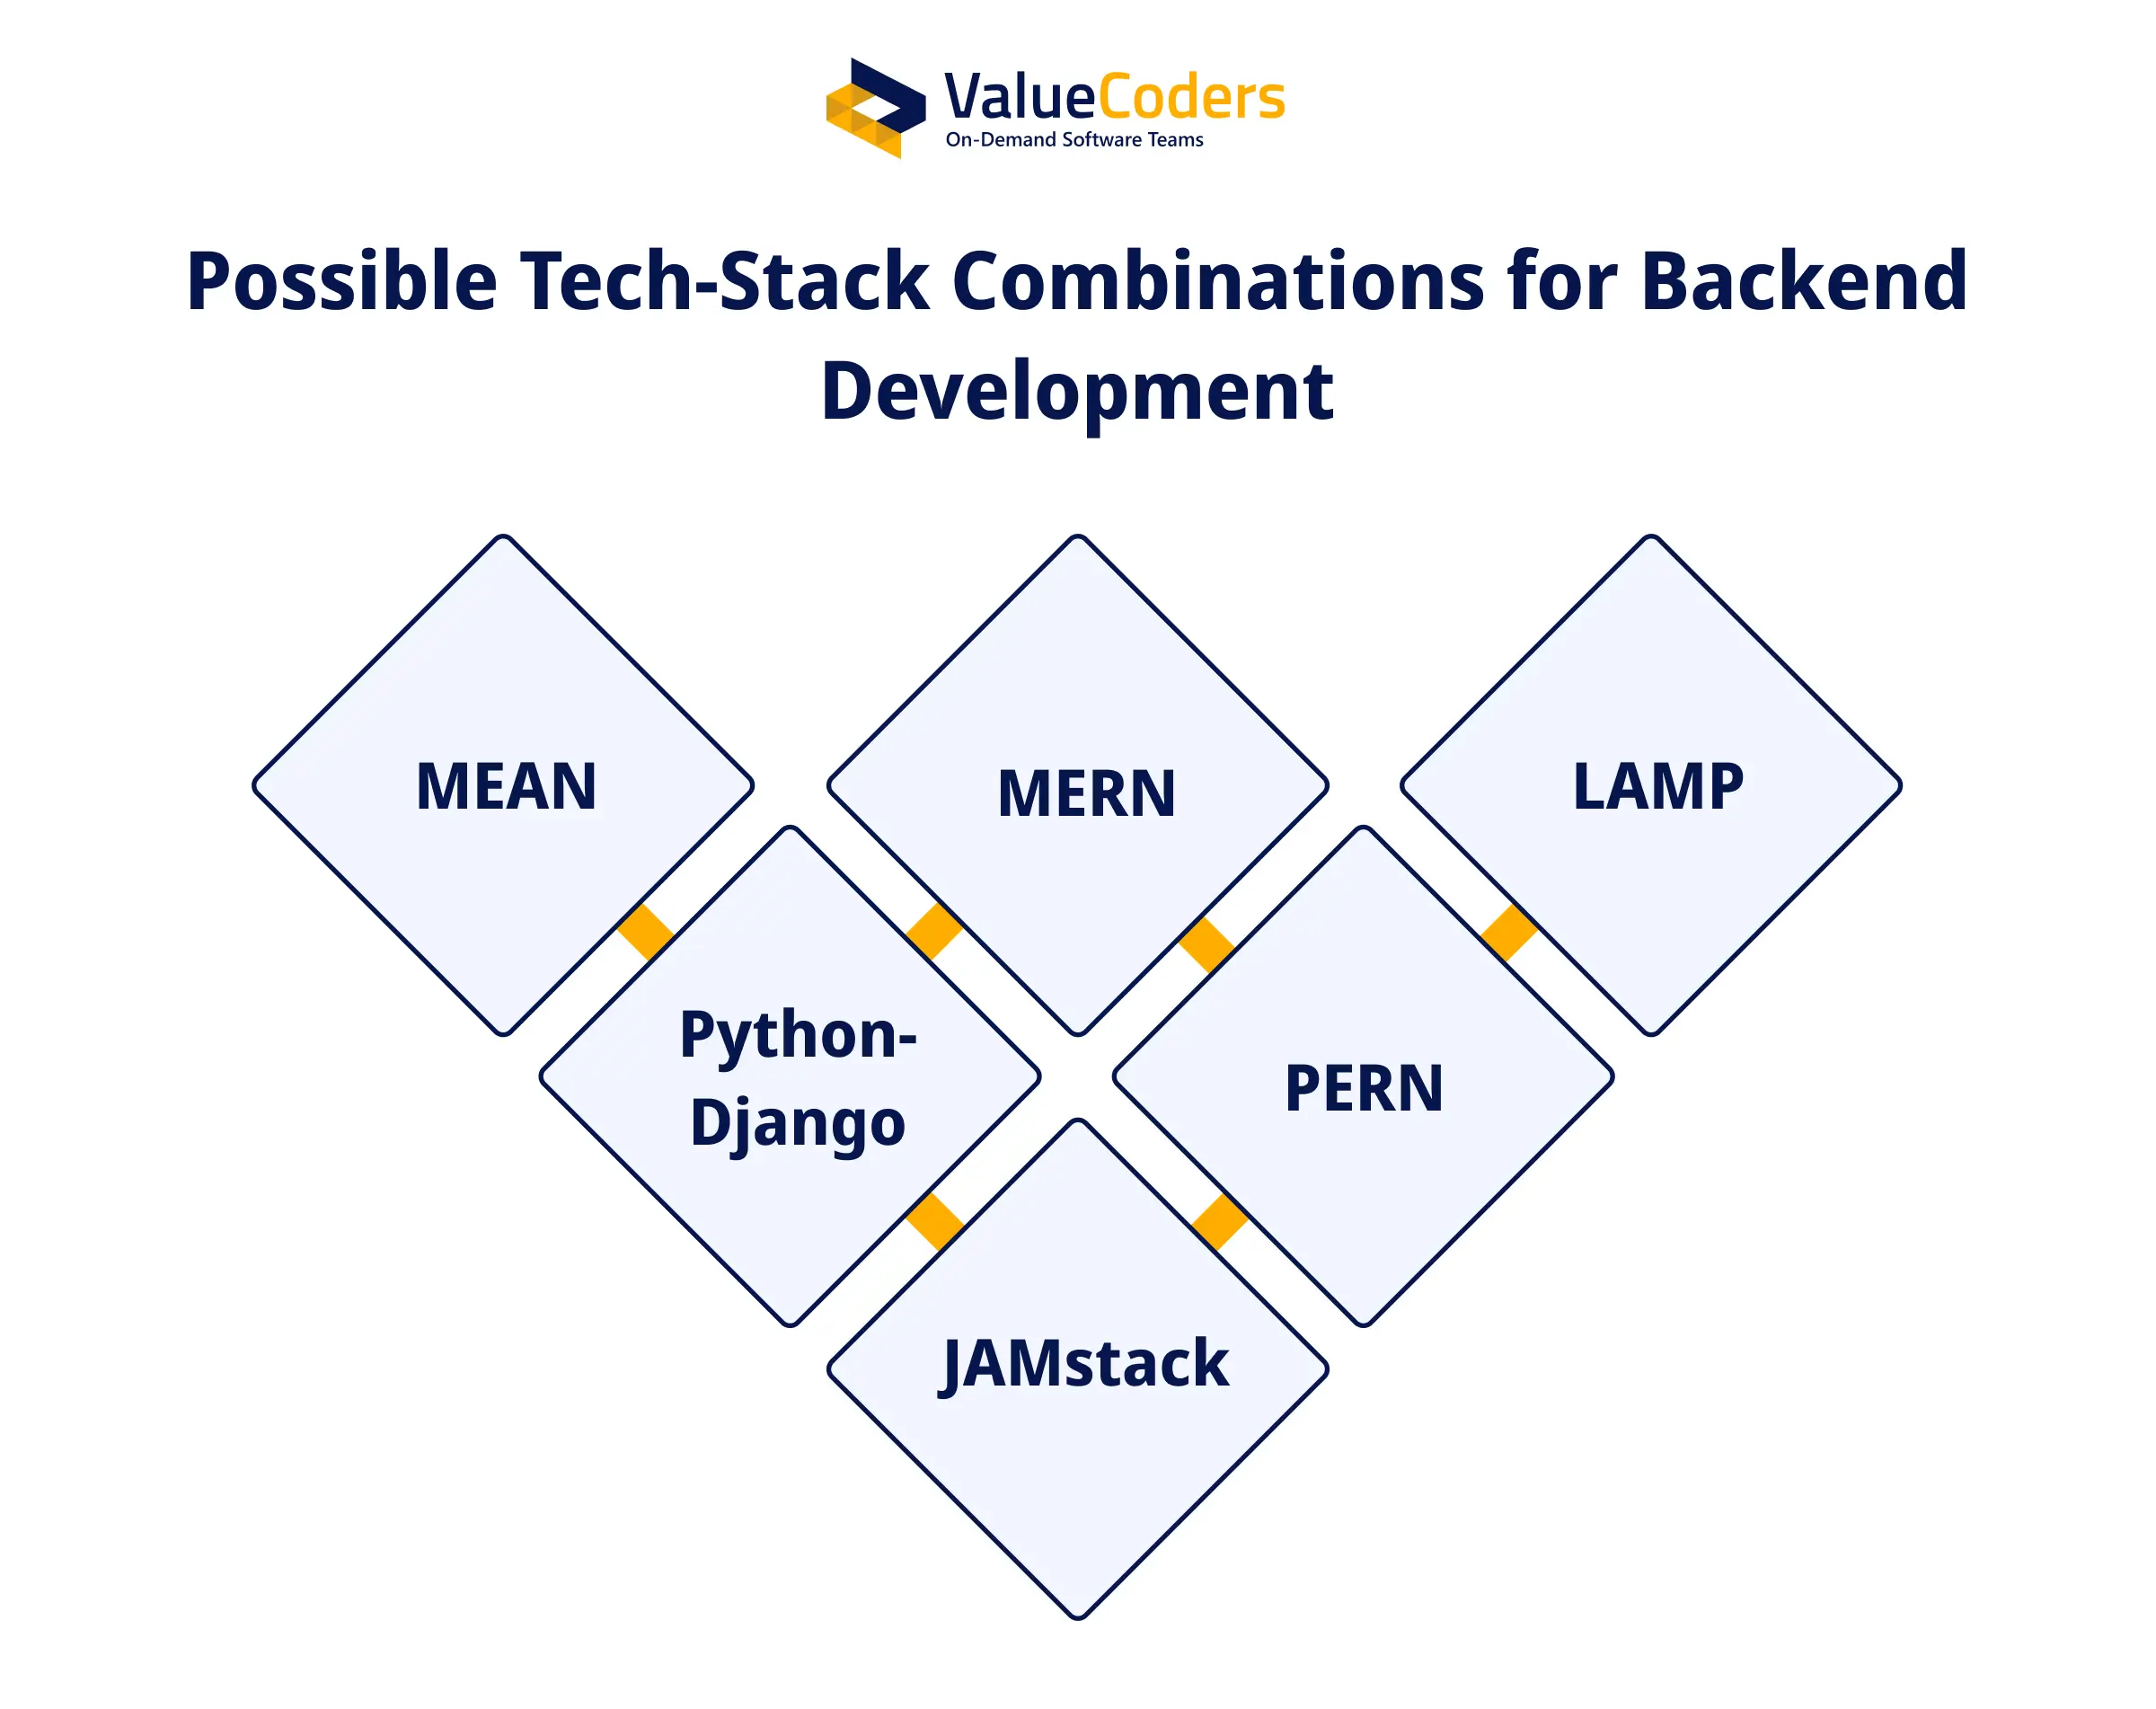 ValueCoders
On-Demand Software Teams
Possible Tech-Stack Combinations for Backend
Development
MEAN
MERN
LAMP
Python-
Django
PERN
JAMstack